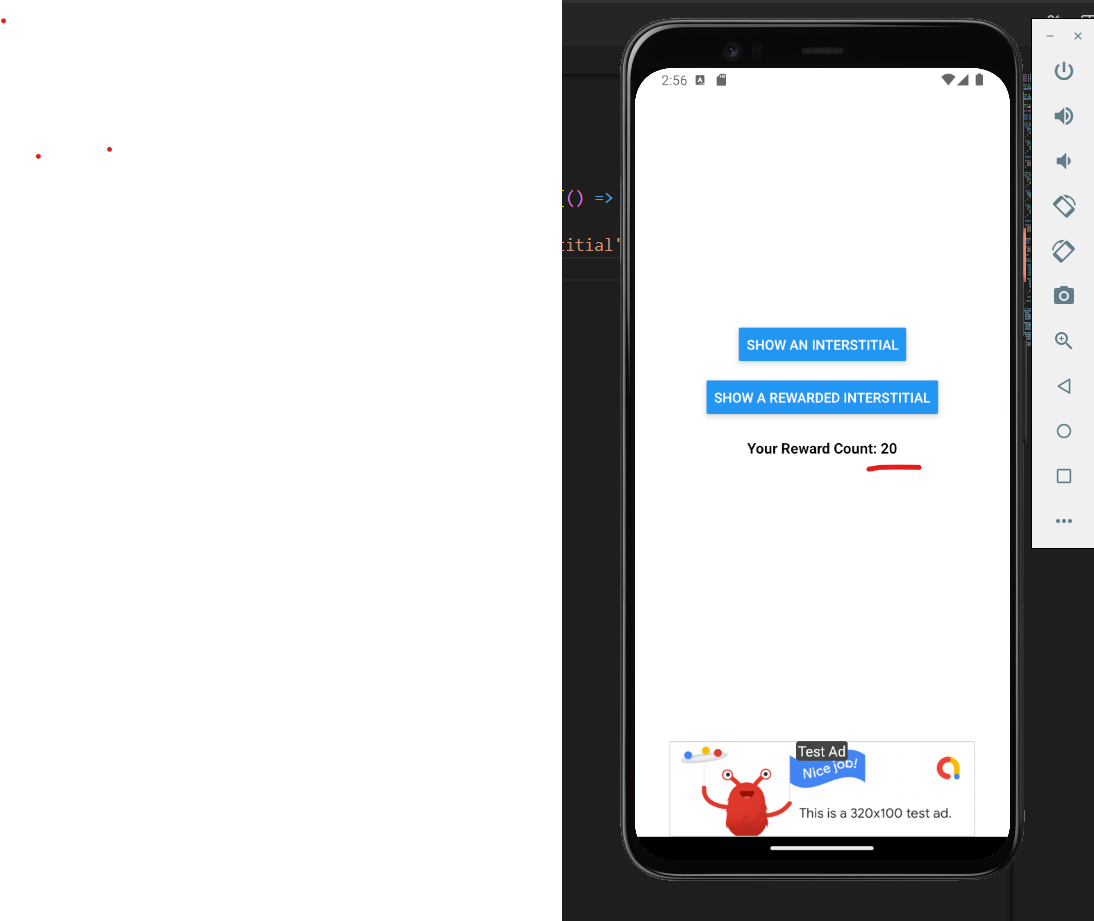 2:56
[() =>
titial'
SHOW AN INTERSTITIAL
SHOW A REWARDED INTERSTITIAL
Your Reward Count: 20
Test Ad
Nice job!
This is a 320x100 test ad.